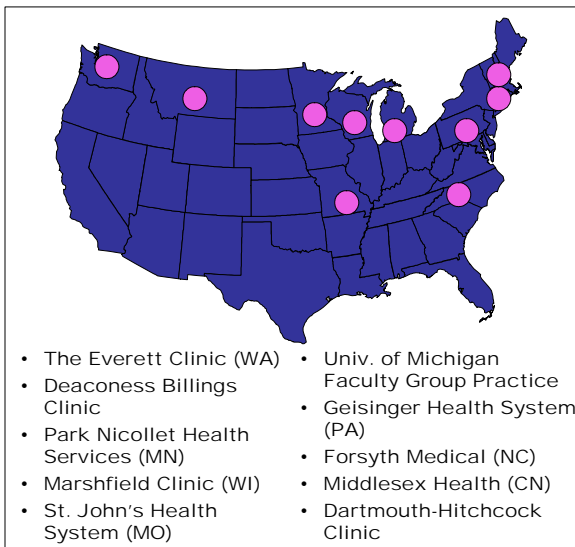 • The Everett Clinic (WA)
• Deaconess Billings
Clinic
• Park Nicollet Health
Services (MN)
• Marshfield Clinic (WI)
• St. John's Health
System (MO)
• Univ. of Michigan
Faculty Group Practice
• Geisinger Health System
(PA)
• Forsyth Medical (NC)
• Middlesex Health (CN)
• Dartmouth-Hitchcock
Clinic